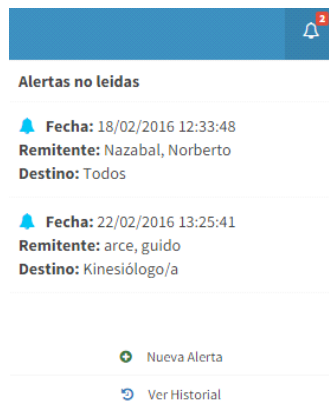 2
Alertas no leidas
Fecha: 18/02/2016 12:33:48
Remitente: Nazabal, Norberto
Destino: Todos
Fecha: 22/02/2016 13:25:41
Remitente: arce, guido
Destino: Kinesiólogo/a
Nueva Alerta
Ver Historial